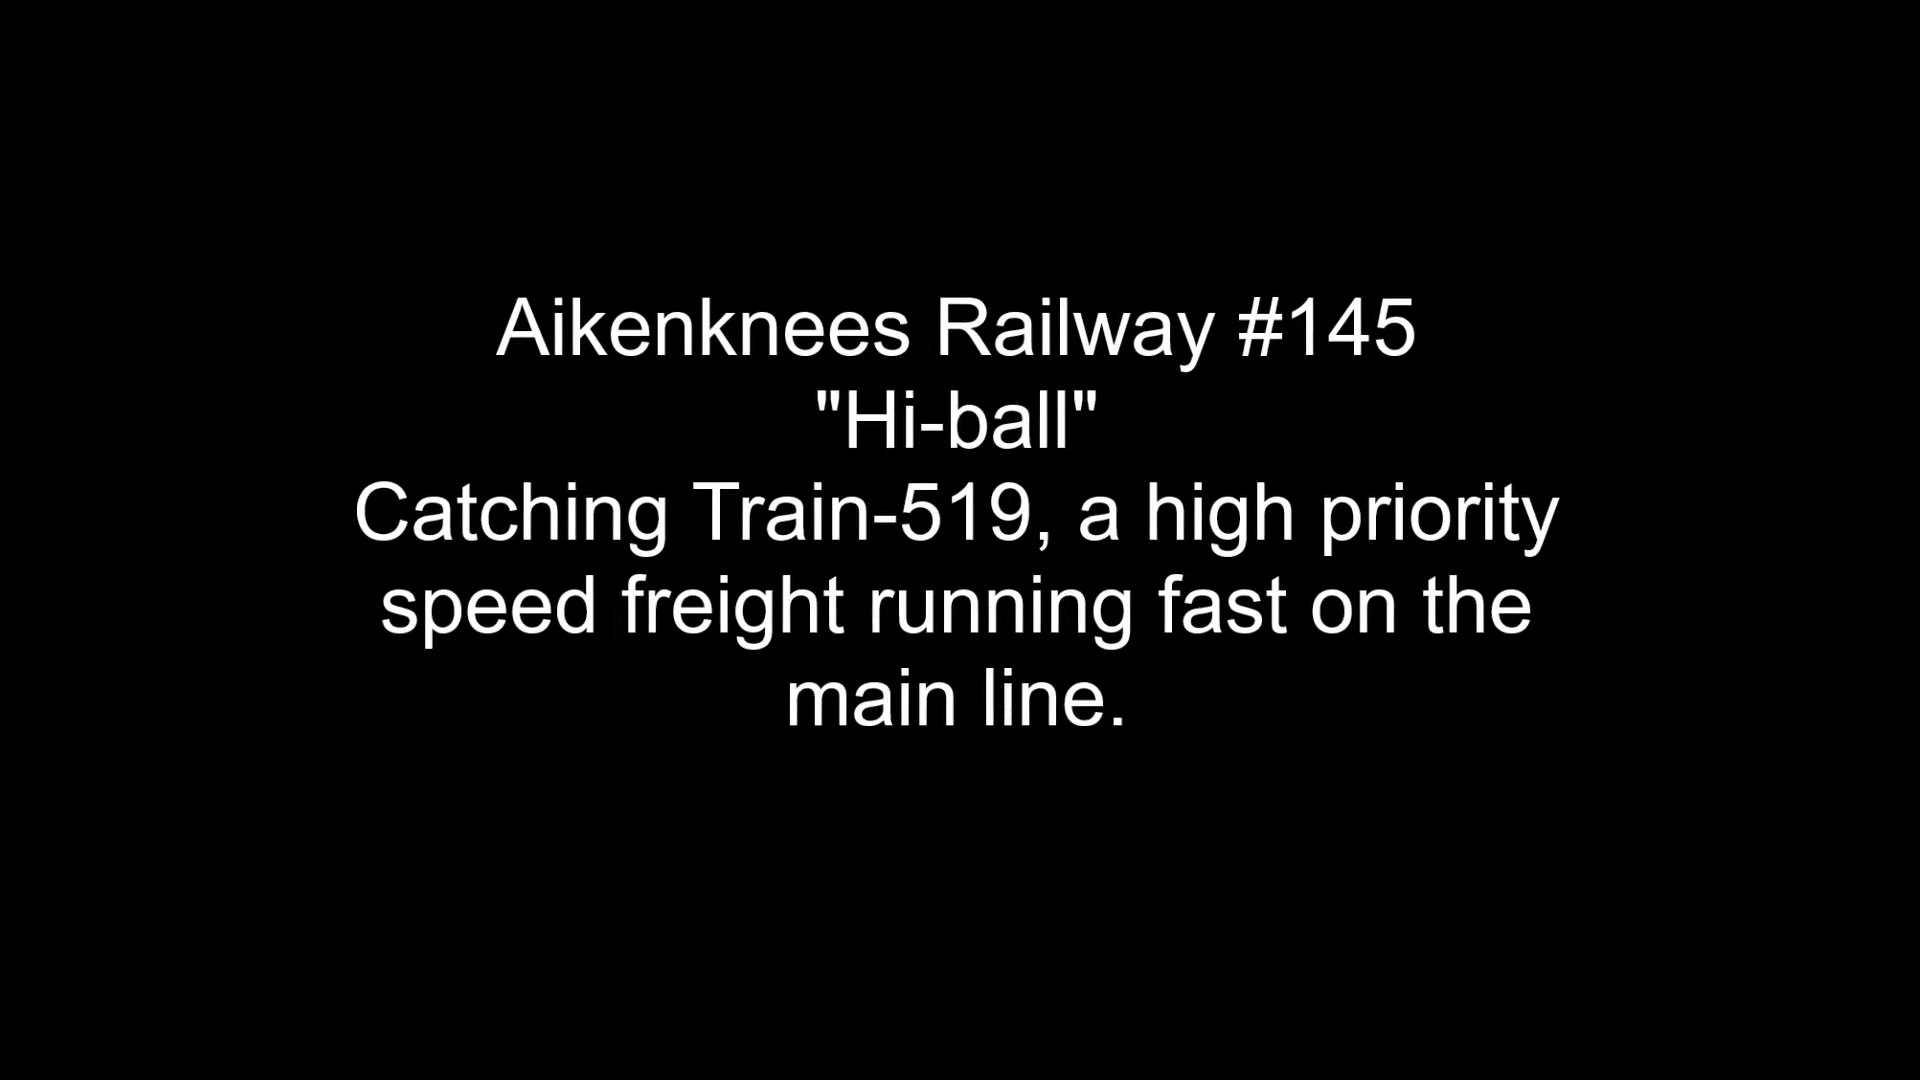 Aikenknees Railway #145
"Hi-ball"
Catching Train-519, a high priority
speed freight running fast on the
main line.